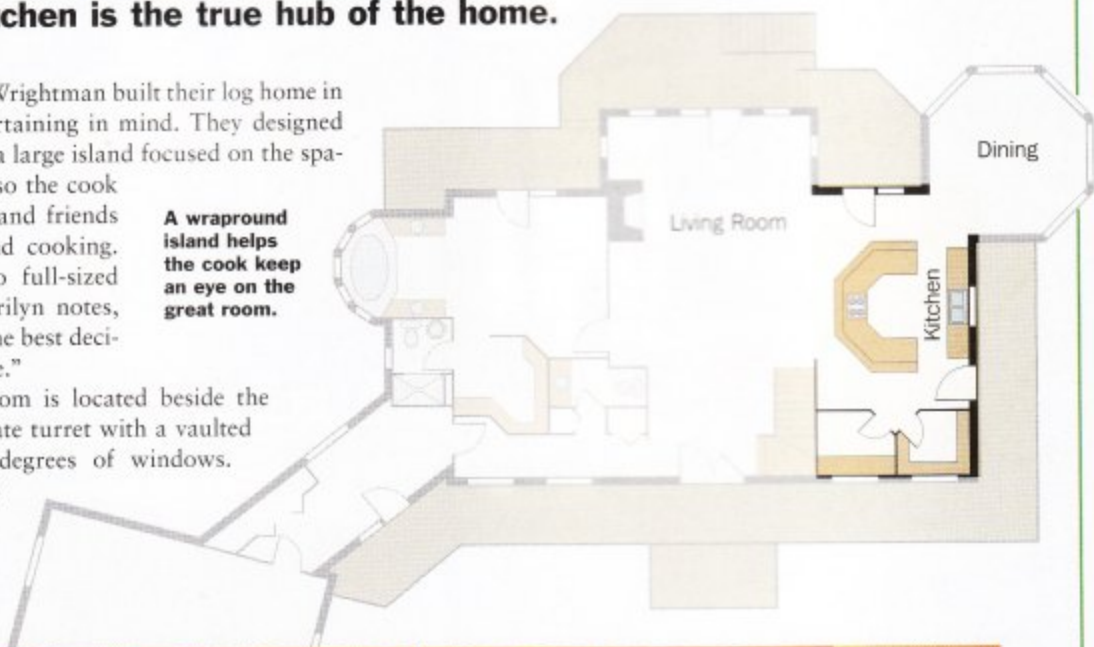 chen is the true hub of the home.
Wrightman built their log home in
rtaining in mind. They designed
a large island focused on the spa-
so the cook
and friends
d cooking.
o full-sized
rilyn notes,
ne best deci-
e."
om is located beside the
ate turret with a vaulted
degrees of windows.
A wrapround
island helps
the cook keep
an eye on the
great room.
Living Room
Dining
Kitchen